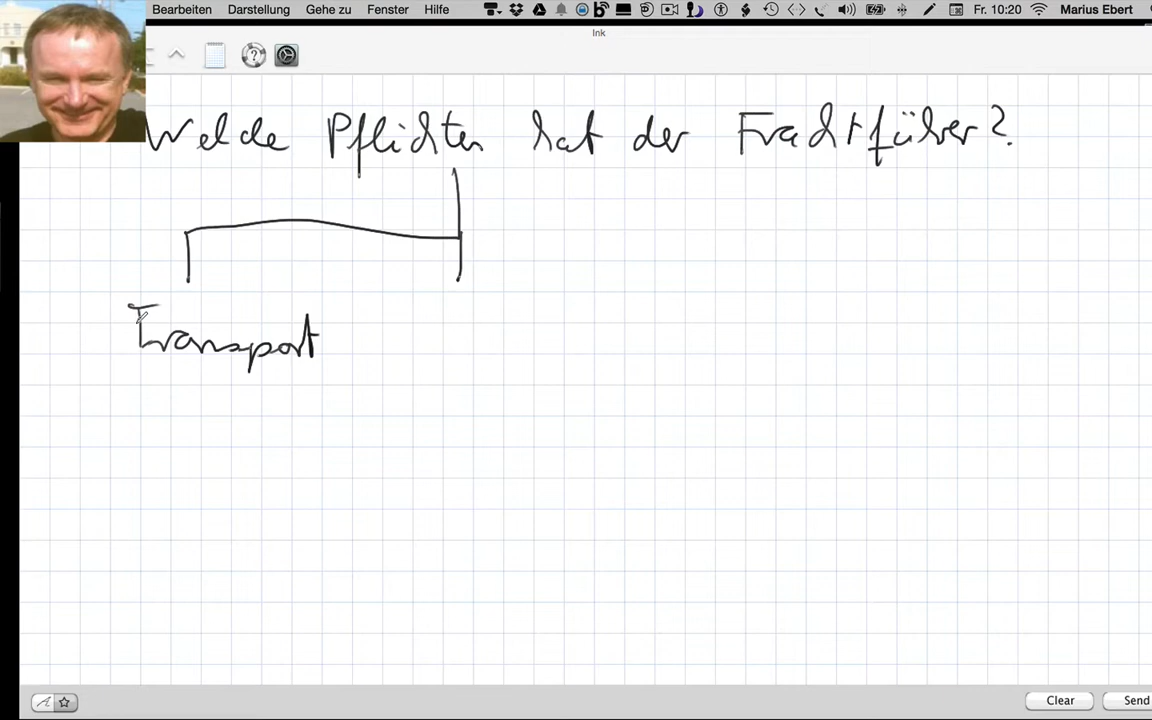 Bearbeiten Darstellung Gehe zu Fenster Hilfe Fr. 10:20 Marius Ebert
Ink
Welche Pflichten hat der Frachtführer?
Transport
Clear Send